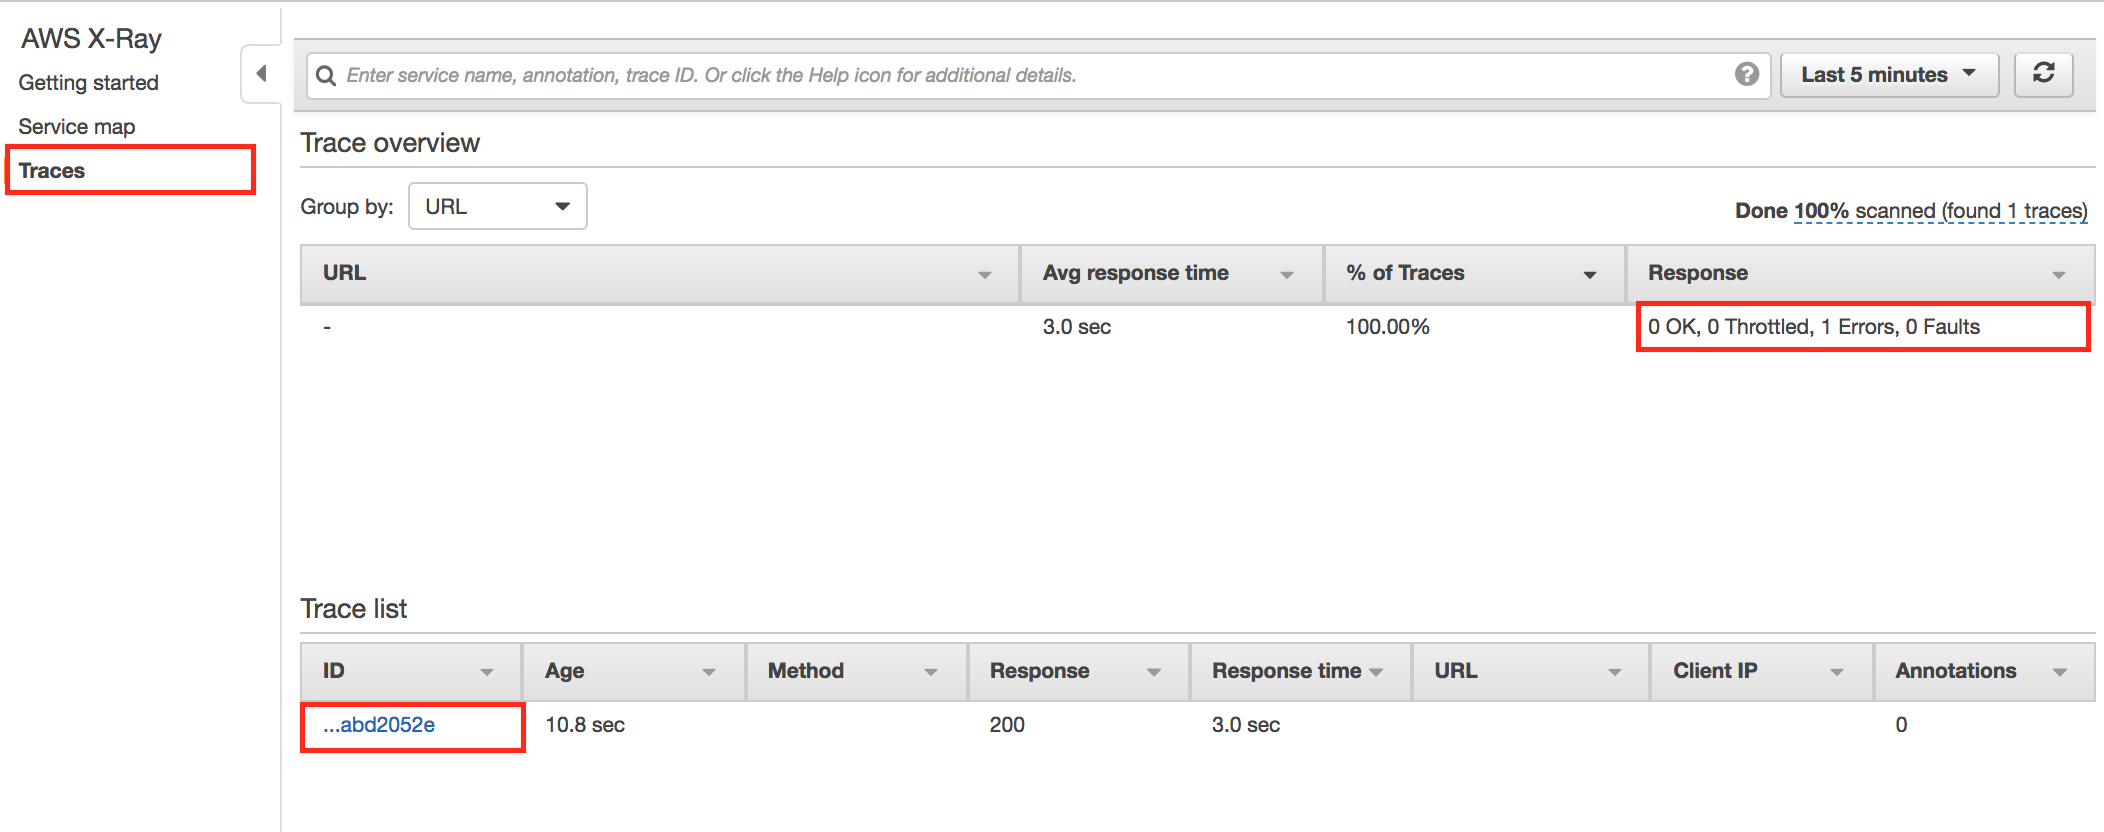 AWS X-Ray
Getting started
Service map
Traces
Enter service name, annotation, trace ID. Or click the Help icon for additional details.
?
Last 5 minutes
Trace overview
Group by: URL
Done 100% scanned (found 1 traces)
URL Avg response time % of Traces Response
- 3.0 sec 100.00% 0 OK, 0 Throttled, 1 Errors, 0 Faults
Trace list
ID Age Method Response Response time URL Client IP Annotations
...abd2052e 10.8 sec 200 3.0 sec 0